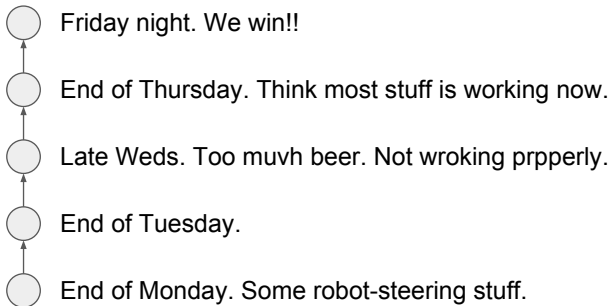 Friday night. We win!!
End of Thursday. Think most stuff is working now.
Late Weds. Too muvh beer. Not wroking prpperly.
End of Tuesday.
End of Monday. Some robot-steering stuff.